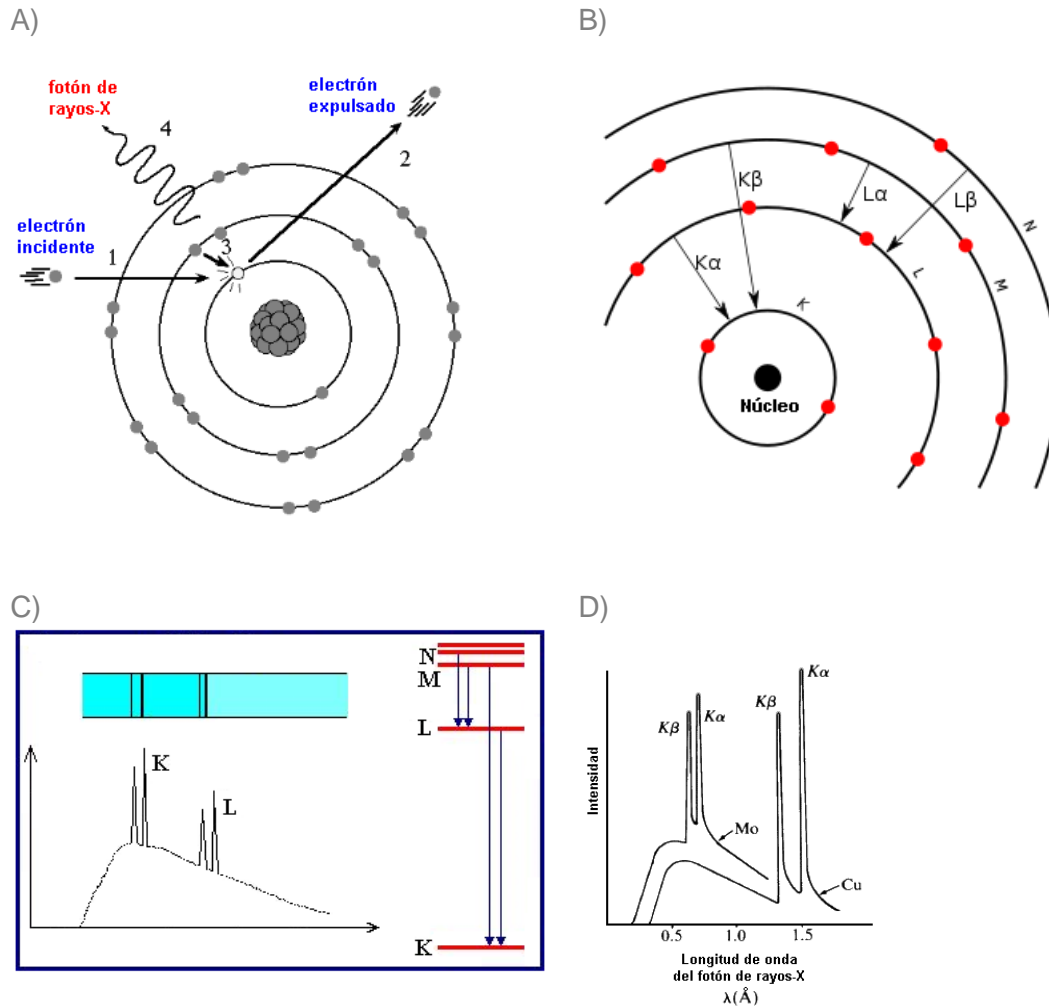 A)
fotón de
rayos-X
4
electrón
expulsado
2
electrón
incidente
1
3
B)
Kβ
Lα
Lβ
N
Kα
K
L
M
Núcleo
C)
K
L
N
M
L
K
D)
Intensidad
Kβ
Kα
Kβ
Kα
Mo
Cu
0.5
1.0
1.5
Longitud de onda
del fotón de rayos-X
λ(Å)